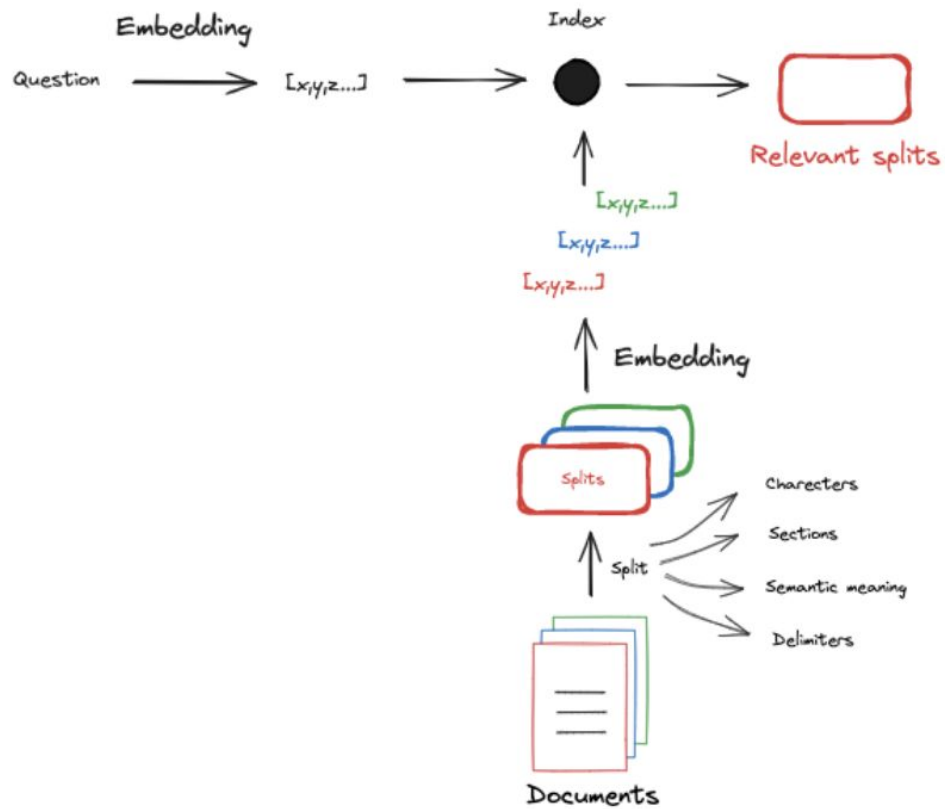 Embedding
Index
Question
[x,y,z...]
Relevant splits
[x,y,z...]
[x,y,z...]
[x,y,z...]
Embedding
Splits
Charecters
Sections
Split
Semantic meaning
Delimiters
Documents